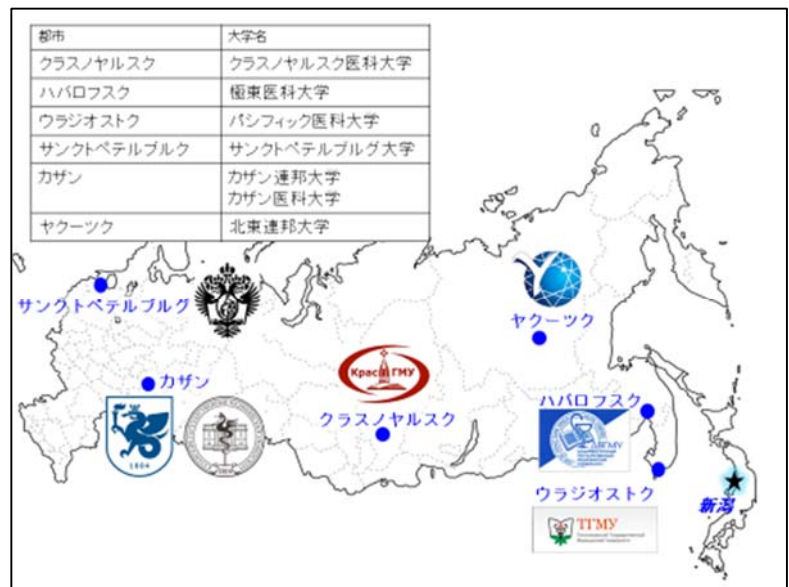 都市 大学名
クラスノヤルスク クラスノヤルスク医科大学
ハバロフスク 極東医科大学
ウラジオストク パシフィック医科大学
サンクトペテルブルク サンクトペテルブルグ大学
カザン カザン連邦大学
カザン医科大学
ヤクーツク 北東連邦大学
サンクトペテルブルグ
ヤクーツク
カザン
КрасГМУ
クラスノヤルスク
ハバロフスク
ДВГМУ
1804
ウラジオストク
新潟
ТГМУ